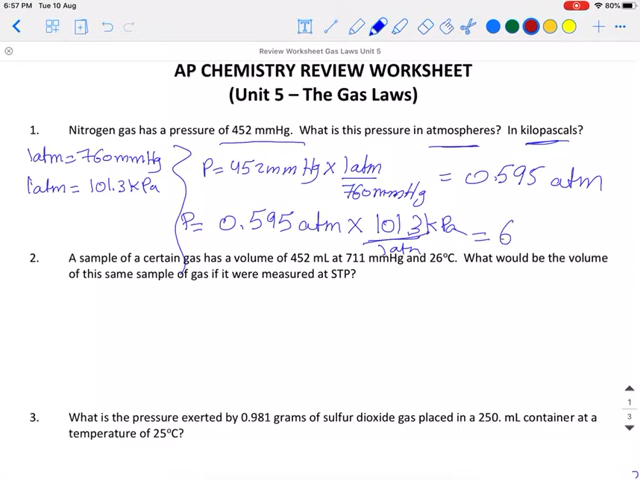 6:57 PM Tue 10 Aug
80%
Review Worksheet Gas Laws Unit 5
AP CHEMISTRY REVIEW WORKSHEET
(Unit 5 – The Gas Laws)
1. Nitrogen gas has a pressure of 452 mmHg. What is this pressure in atmospheres? In kilopascals?
1atm = 760mmHg
1atm = 101.3kPa
P = 452mmHg × 1atm / 760mmHg = 0.595 atm
P = 0.595 atm × 101.3kPa / 1atm = 6
2. A sample of a certain gas has a volume of 452 mL at 711 mmHg and 26°C. What would be the volume
of this same sample of gas if it were measured at STP?
3. What is the pressure exerted by 0.981 grams of sulfur dioxide gas placed in a 250. mL container at a
temperature of 25°C?
1
3